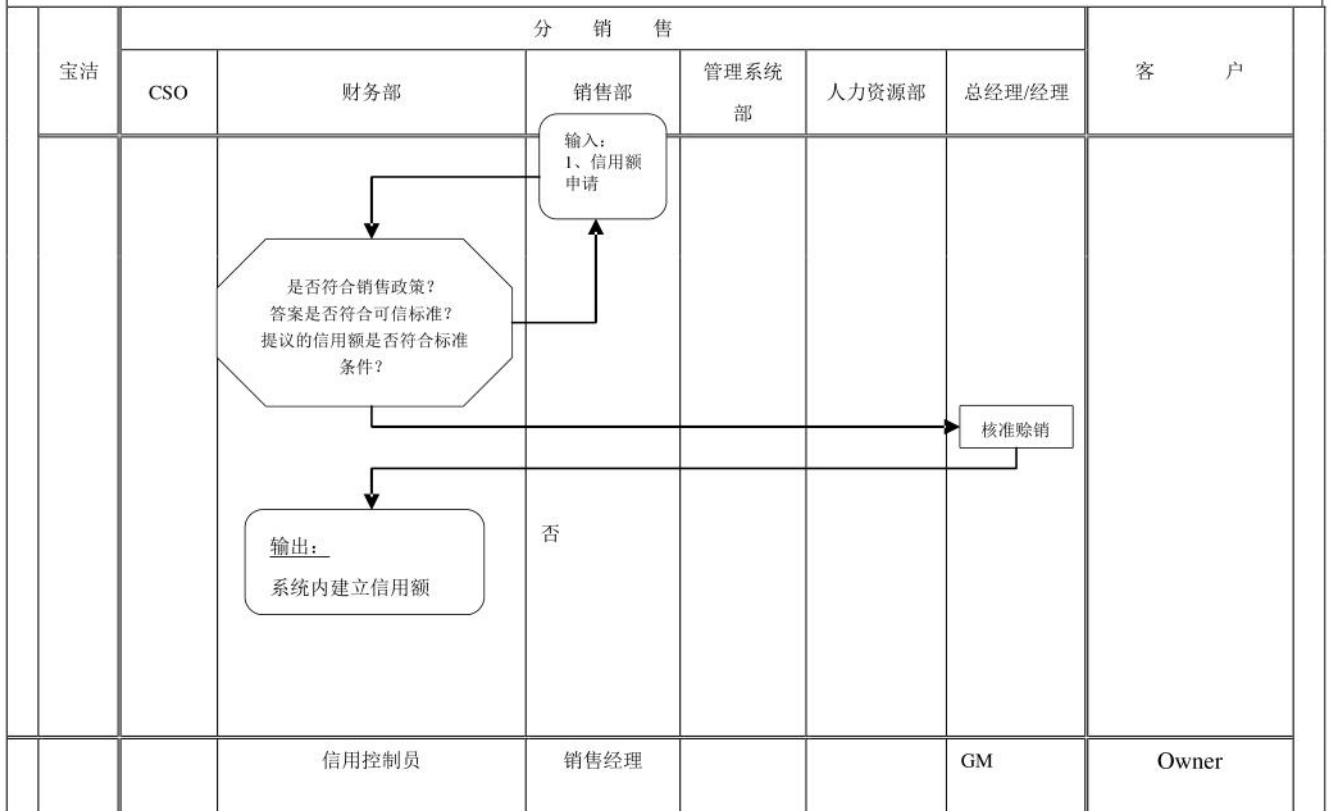 分 销 售
宝洁
客 户
CSO
财务部
销售部
管理系统
部
人力资源部
总经理/经理
输入：
1、信用额
申请
是否符合销售政策？
答案是否符合可信标准？
提议的信用额是否符合标准
条件？
核准赊销
否
输出：
系统内建立信用额
信用控制员
销售经理
GM
Owner